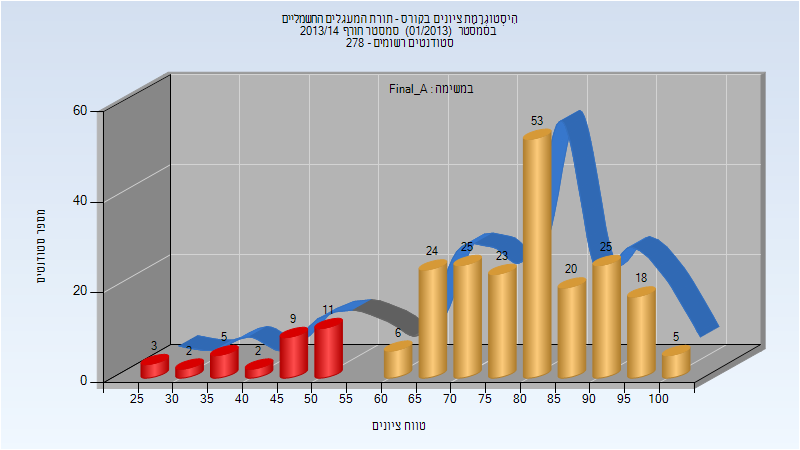 היסטוגרמת ציונים בקורס - תורת המעגלים החשמליים
בסמסטר (01/2013) סמסטר חורף 2013/14
סטודנטים רשומים - 278
במשימה : Final_A
מספר סטודנטים
60
40
20
0
3
2
5
2
9
11
6
24
25
23
53
20
25
18
5
25 30 35 40 45 50 55 60 65 70 75 80 85 90 95 100
טווח ציונים